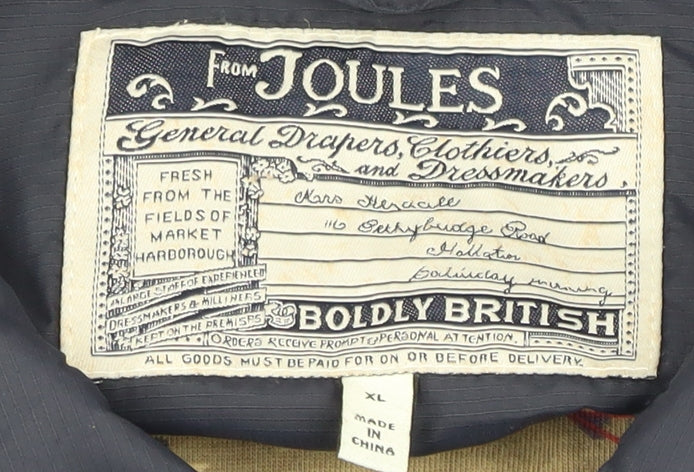 FROM JOULES
General Drapers, Clothiers,
and Dressmakers,
FRESH
FROM THE
FIELDS OF
MARKET
HARBOROUGH
Mrs
116 Road
Hallaton
Saturday morning
A LARGE STAFF OF EXPERIENCED
DRESSMAKERS & MILLINERS
KEPT ON THE PREMISES
BOLDLY BRITISH
ORDERS RECEIVE PROMPT & PERSONAL ATTENTION.
ALL GOODS MUST BE PAID FOR ON OR BEFORE DELIVERY.
XL
MADE
IN
CHINA